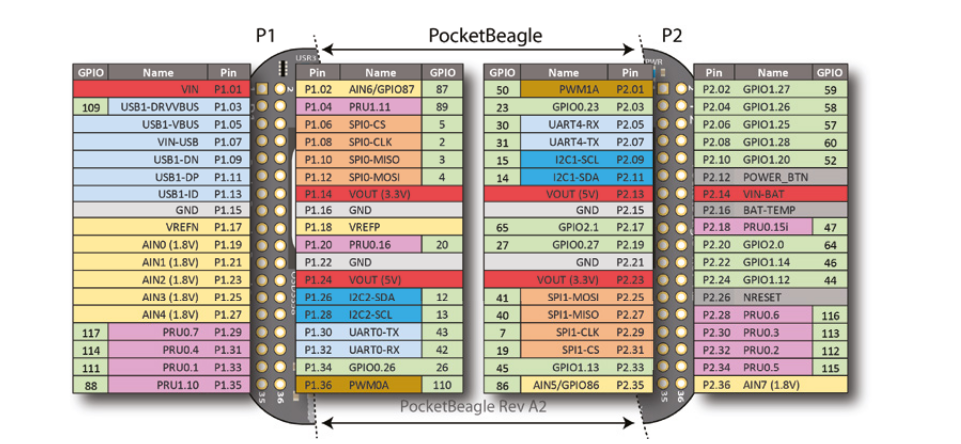 P1 PocketBeagle P2
GPIO Name Pin Pin Name GPIO GPIO Name Pin Pin Name GPIO
VIN P1.01 P1.02 AIN6/GPIO87 87 50 PWM1A P2.01 P2.02 GPIO1.27 59
109 USB1-DRVVBUS P1.03 P1.04 PRU1.11 89 23 GPIO0.23 P2.03 P2.04 GPIO1.26 58
USB1-VBUS P1.05 P1.06 SPI0-CS 5 30 UART4-RX P2.05 P2.06 GPIO1.25 57
VIN-USB P1.07 P1.08 SPI0-CLK 2 31 UART4-TX P2.07 P2.08 GPIO1.28 60
USB1-DN P1.09 P1.10 SPI0-MISO 3 15 I2C1-SCL P2.09 P2.10 GPIO1.20 52
USB1-DP P1.11 P1.12 SPI0-MOSI 4 14 I2C1-SDA P2.11 P2.12 POWER_BTN
USB1-ID P1.13 P1.14 VOUT (3.3V) VOUT (5V) P2.13 P2.14 VIN-BAT
GND P1.15 P1.16 GND GND P2.15 P2.16 BAT-TEMP
VREFN P1.17 P1.18 VREFP 65 GPIO2.1 P2.17 P2.18 PRU0.15i 47
AIN0 (1.8V) P1.19 P1.20 PRU0.16 20 27 GPIO0.27 P2.19 P2.20 GPIO2.0 64
AIN1 (1.8V) P1.21 P1.22 GND GND P2.21 P2.22 GPIO1.14 46
AIN2 (1.8V) P1.23 P1.24 VOUT (5V) VOUT (3.3V) P2.23 P2.24 GPIO1.12 44
AIN3 (1.8V) P1.25 P1.26 I2C2-SDA 12 41 SPI1-MOSI P2.25 P2.26 NRESET
AIN4 (1.8V) P1.27 P1.28 I2C2-SCL 13 40 SPI1-MISO P2.27 P2.28 PRU0.6 116
117 PRU0.7 P1.29 P1.30 UART0-TX 43 7 SPI1-CLK P2.29 P2.30 PRU0.3 113
114 PRU0.4 P1.31 P1.32 UART0-RX 42 19 SPI1-CS P2.31 P2.32 PRU0.2 112
111 PRU0.1 P1.33 P1.34 GPIO0.26 26 45 GPIO1.13 P2.33 P2.34 PRU0.5 115
88 PRU1.10 P1.35 P1.36 PWM0A 110 86 AIN5/GPIO86 P2.35 P2.36 AIN7 (1.8V)
35 36 35 36
PocketBeagle Rev A2